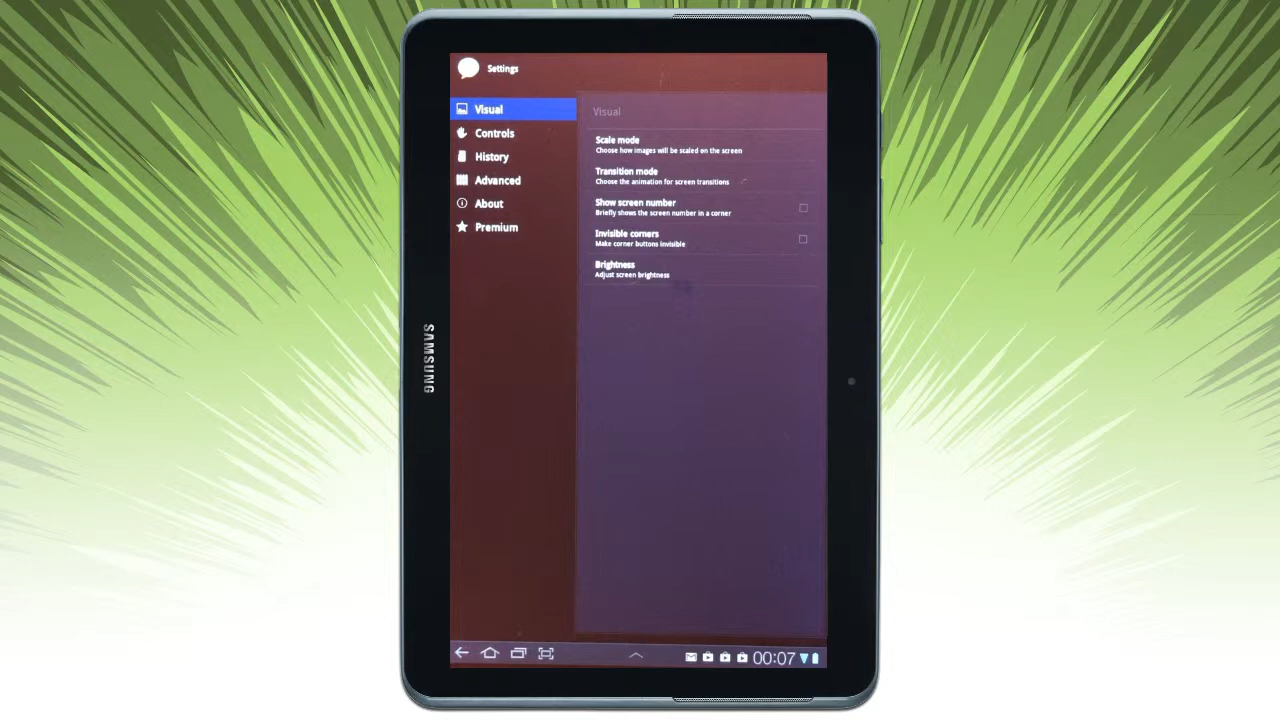 Settings
Visual
Controls
History
Advanced
About
Premium
Visual
Scale mode
Choose how images will be scaled on the screen
Transition mode
Choose the animation for screen transitions
Show screen number
Briefly shows the screen number in a corner
Invisible corners
Make corner buttons invisible
Brightness
Adjust screen brightness
SAMSUNG
00:07